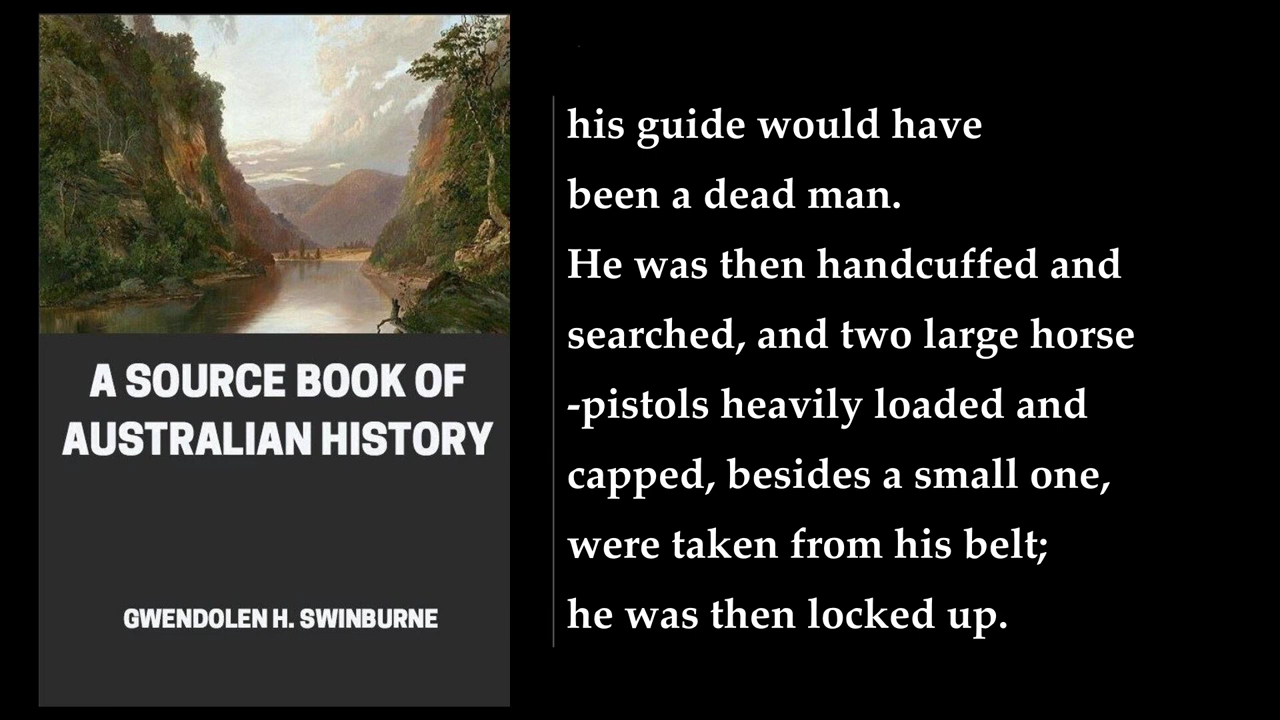 A SOURCE BOOK OF
AUSTRALIAN HISTORY
GWENDOLEN H. SWINBURNE
his guide would have
been a dead man.
He was then handcuffed and
searched, and two large horse
-pistols heavily loaded and
capped, besides a small one,
were taken from his belt;
he was then locked up.